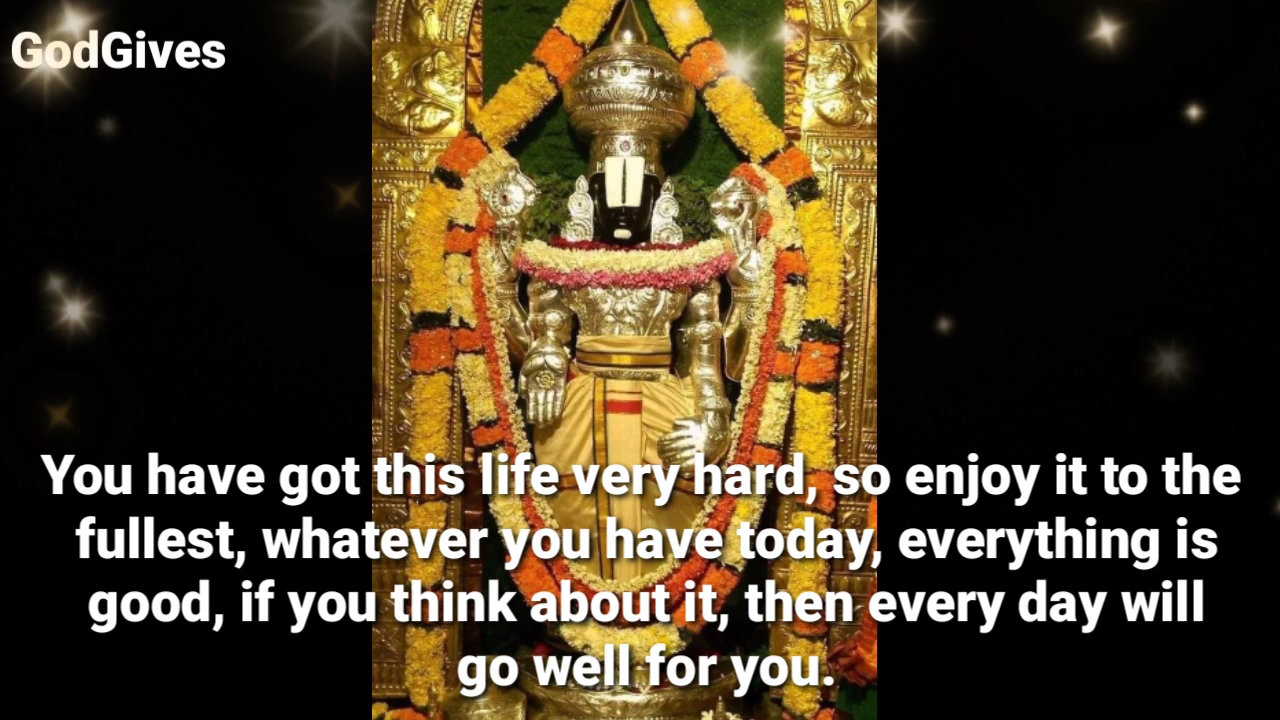 GodGives
You have got this life very hard, so enjoy it to the
fullest, whatever you have today, everything is
good, if you think about it, then every day will
go well for you.